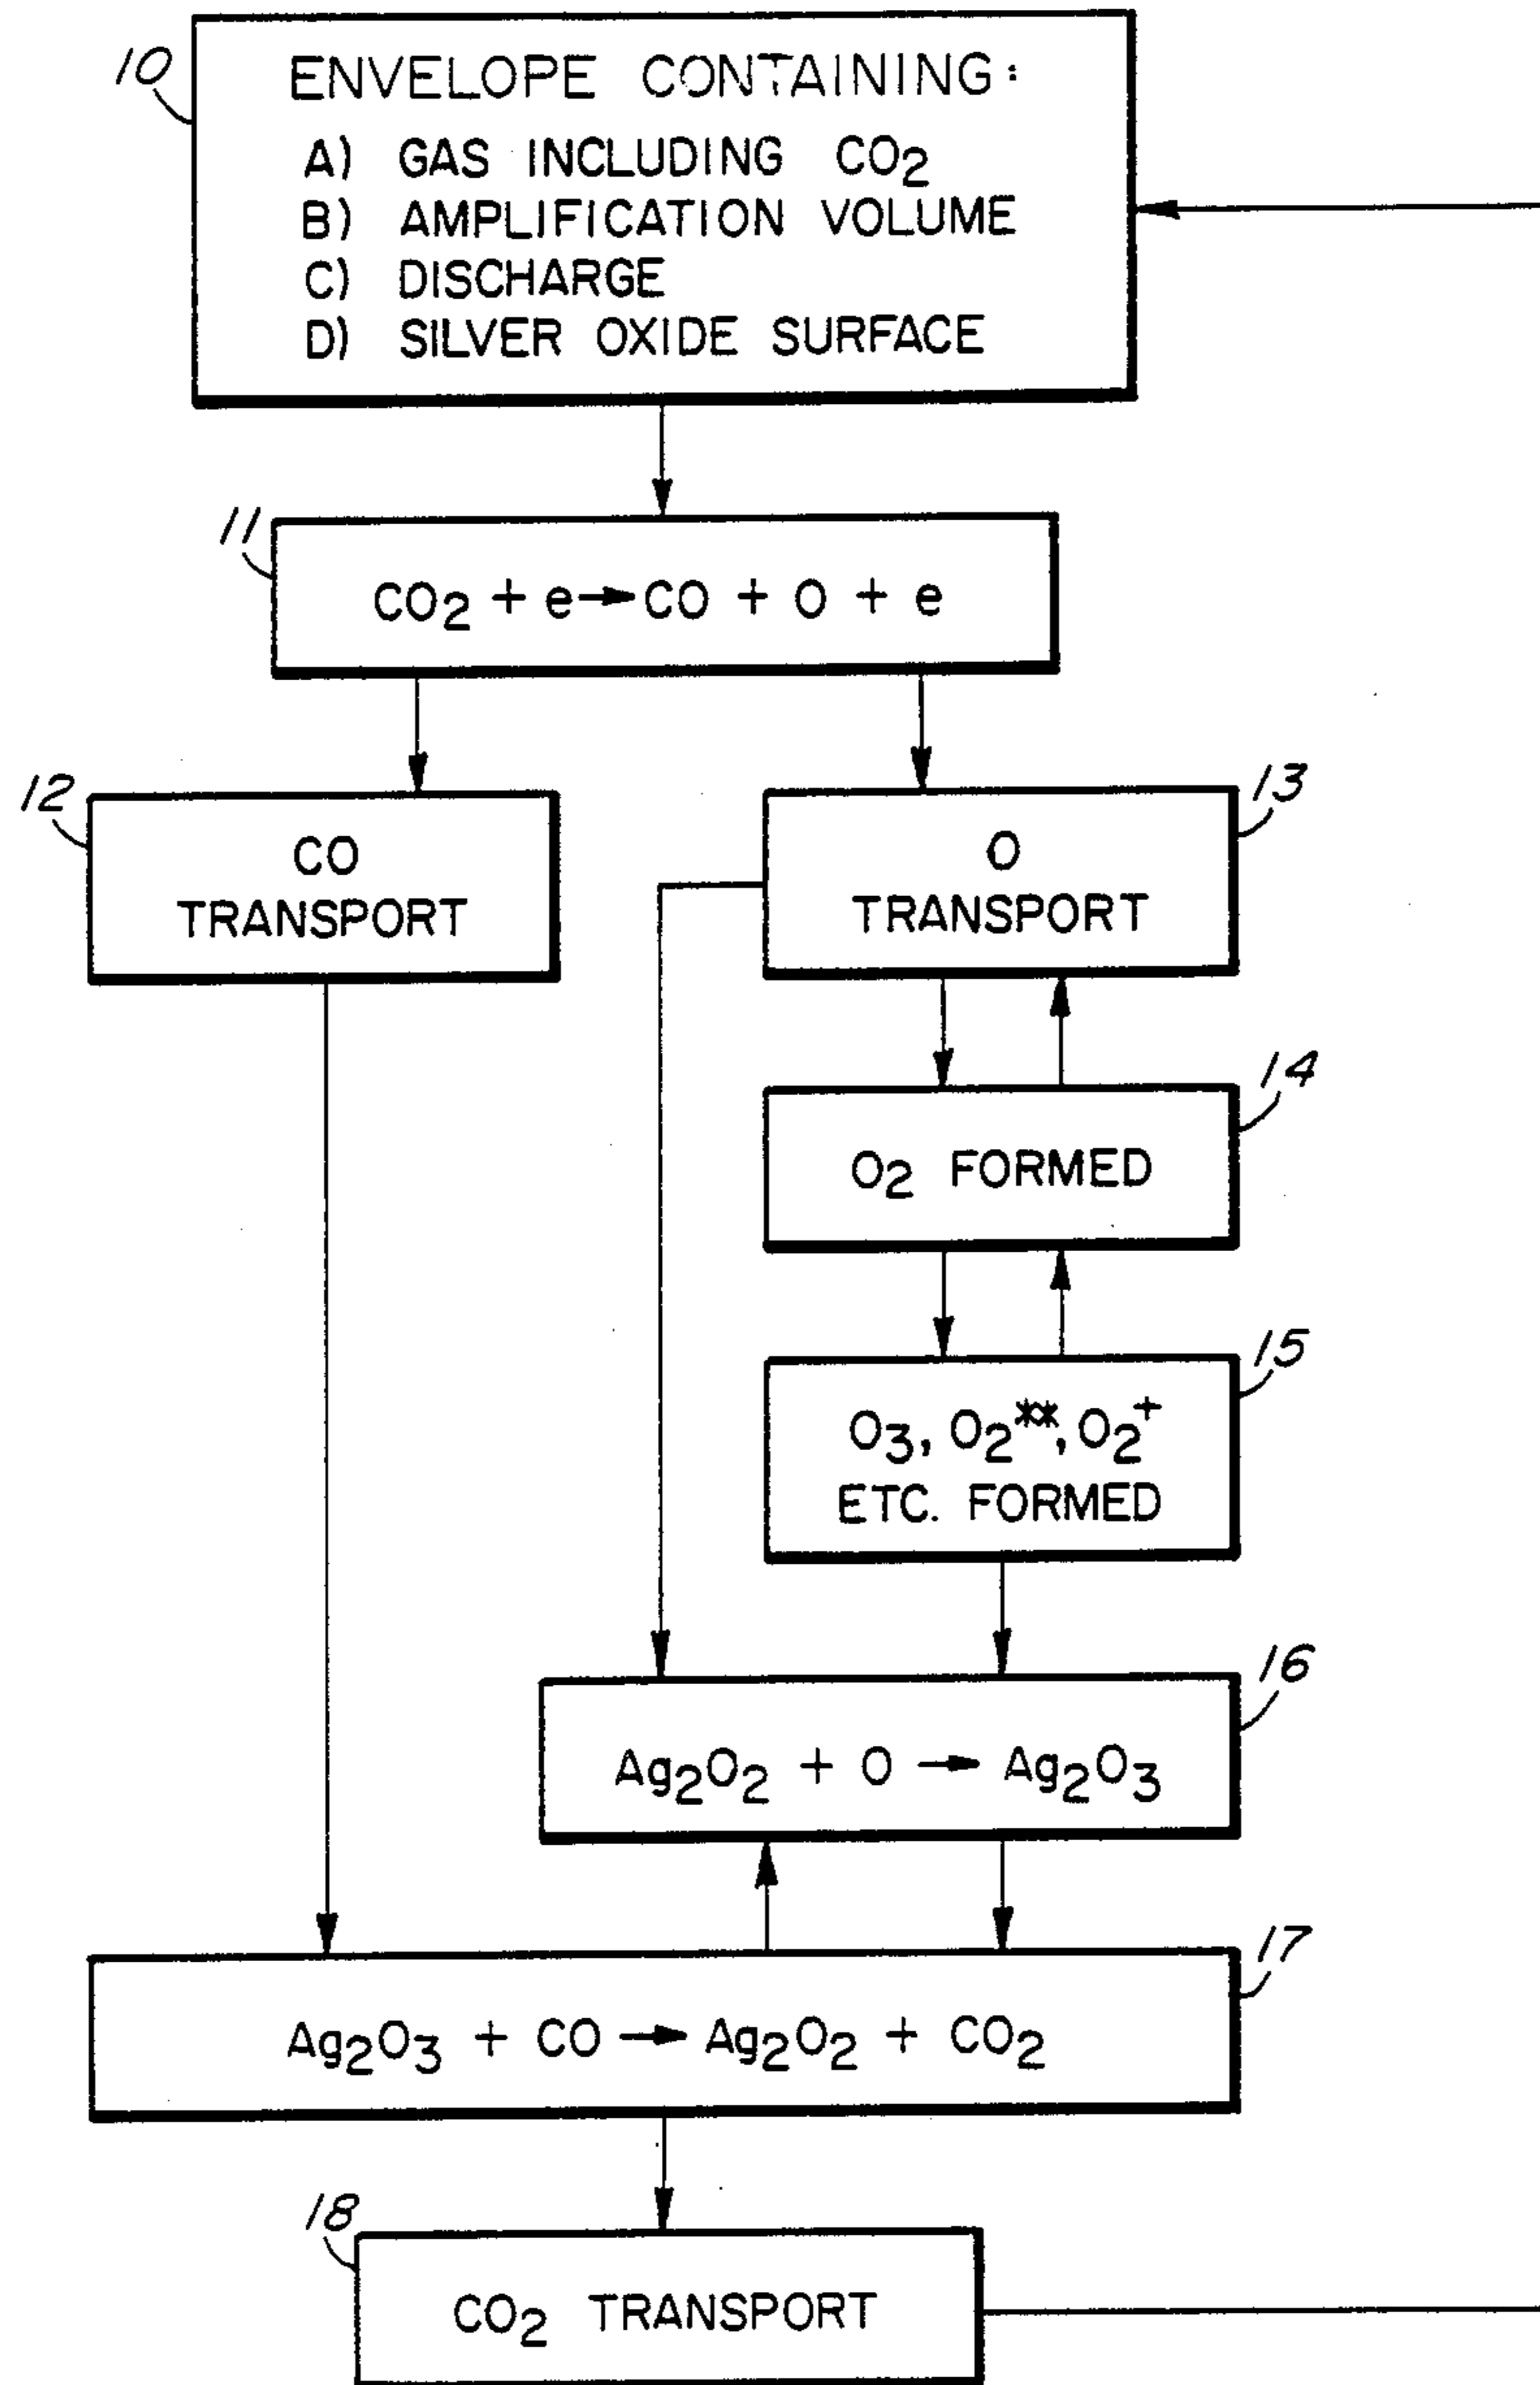 10
ENVELOPE CONTAINING:
A) GAS INCLUDING CO₂
B) AMPLIFICATION VOLUME
C) DISCHARGE
D) SILVER OXIDE SURFACE
11
CO₂ + e → CO + O + e
12
CO
TRANSPORT
13
O
TRANSPORT
14
O₂ FORMED
15
O₃, O₂**, O₂⁺
ETC. FORMED
16
Ag₂O₂ + O → Ag₂O₃
17
Ag₂O₃ + CO → Ag₂O₂ + CO₂
18
CO₂ TRANSPORT